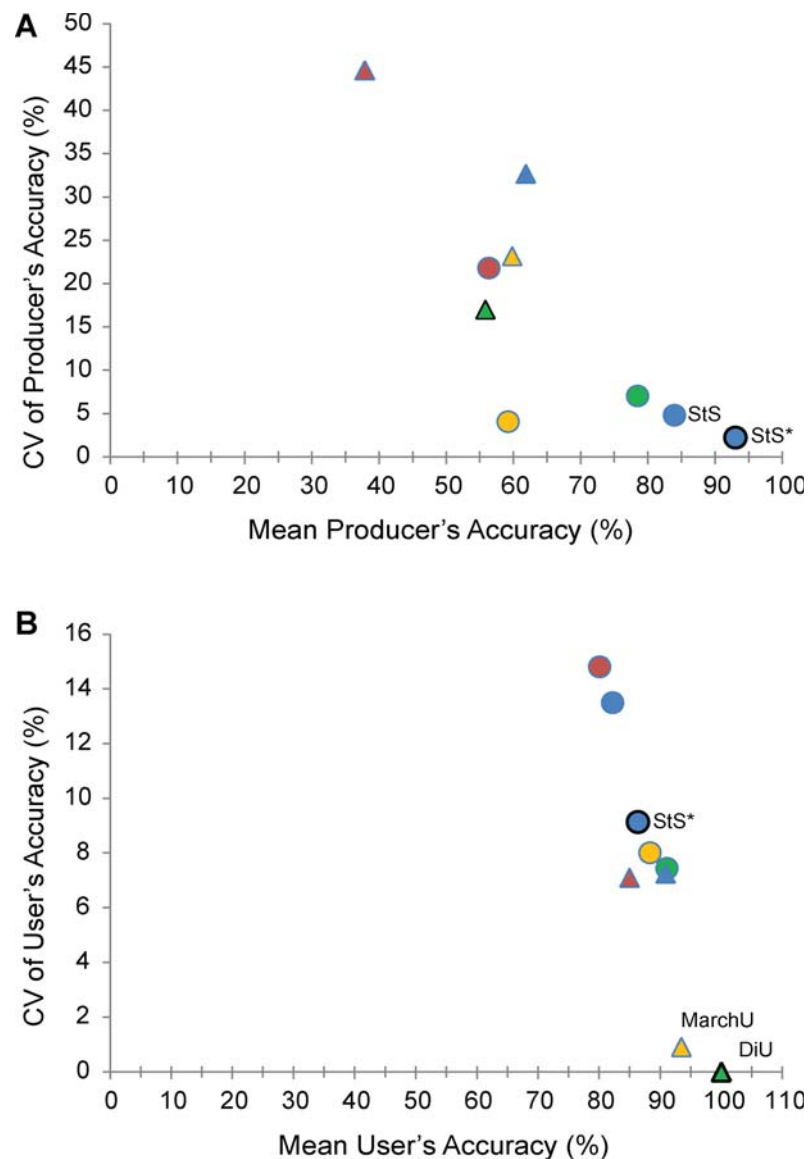 A
CV of Producer’s Accuracy (%)
50
45
40
35
30
25
20
15
10
5
0
StS
StS*
0 10 20 30 40 50 60 70 80 90 100
Mean Producer’s Accuracy (%)
B
CV of User’s Accuracy (%)
16
14
12
10
8
6
4
2
0
StS*
MarchU
DiU
0 10 20 30 40 50 60 70 80 90 100 110
Mean User’s Accuracy (%)